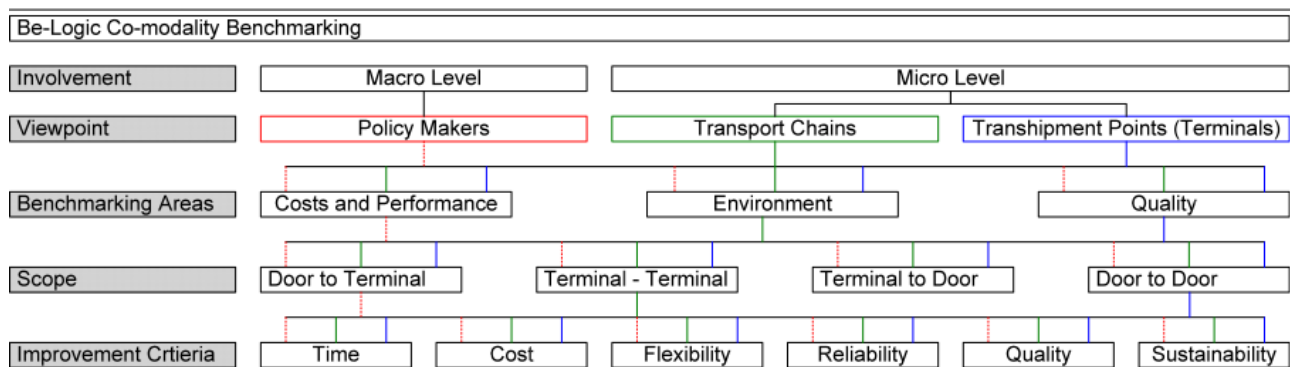 Be-Logic Co-modality Benchmarking
Involvement Macro Level Micro Level
Viewpoint Policy Makers Transport Chains Transhipment Points (Terminals)
Benchmarking Areas Costs and Performance Environment Quality
Scope Door to Terminal Terminal - Terminal Terminal to Door Door to Door
Improvement Crtieria Time Cost Flexibility Reliability Quality Sustainability